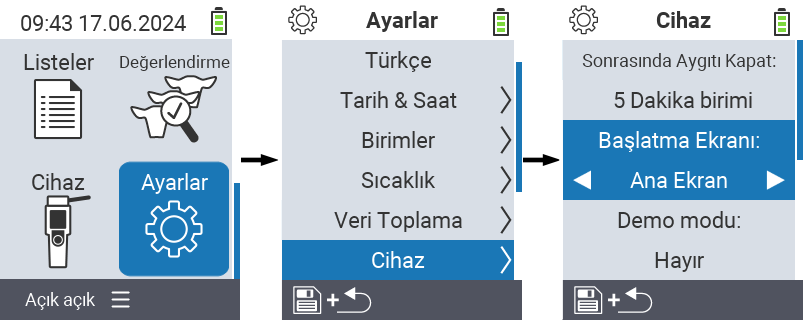 09:43 17.06.2024
Listeler
Değerlendirme
Cihaz
Ayarlar
Açık açık
Ayarlar
Türkçe
Tarih & Saat
Birimler
Sıcaklık
Veri Toplama
Cihaz
+
Cihaz
Sonrasında Aygıtı Kapat:
5 Dakika birimi
Başlatma Ekranı:
Ana Ekran
Demo modu:
Hayır
+